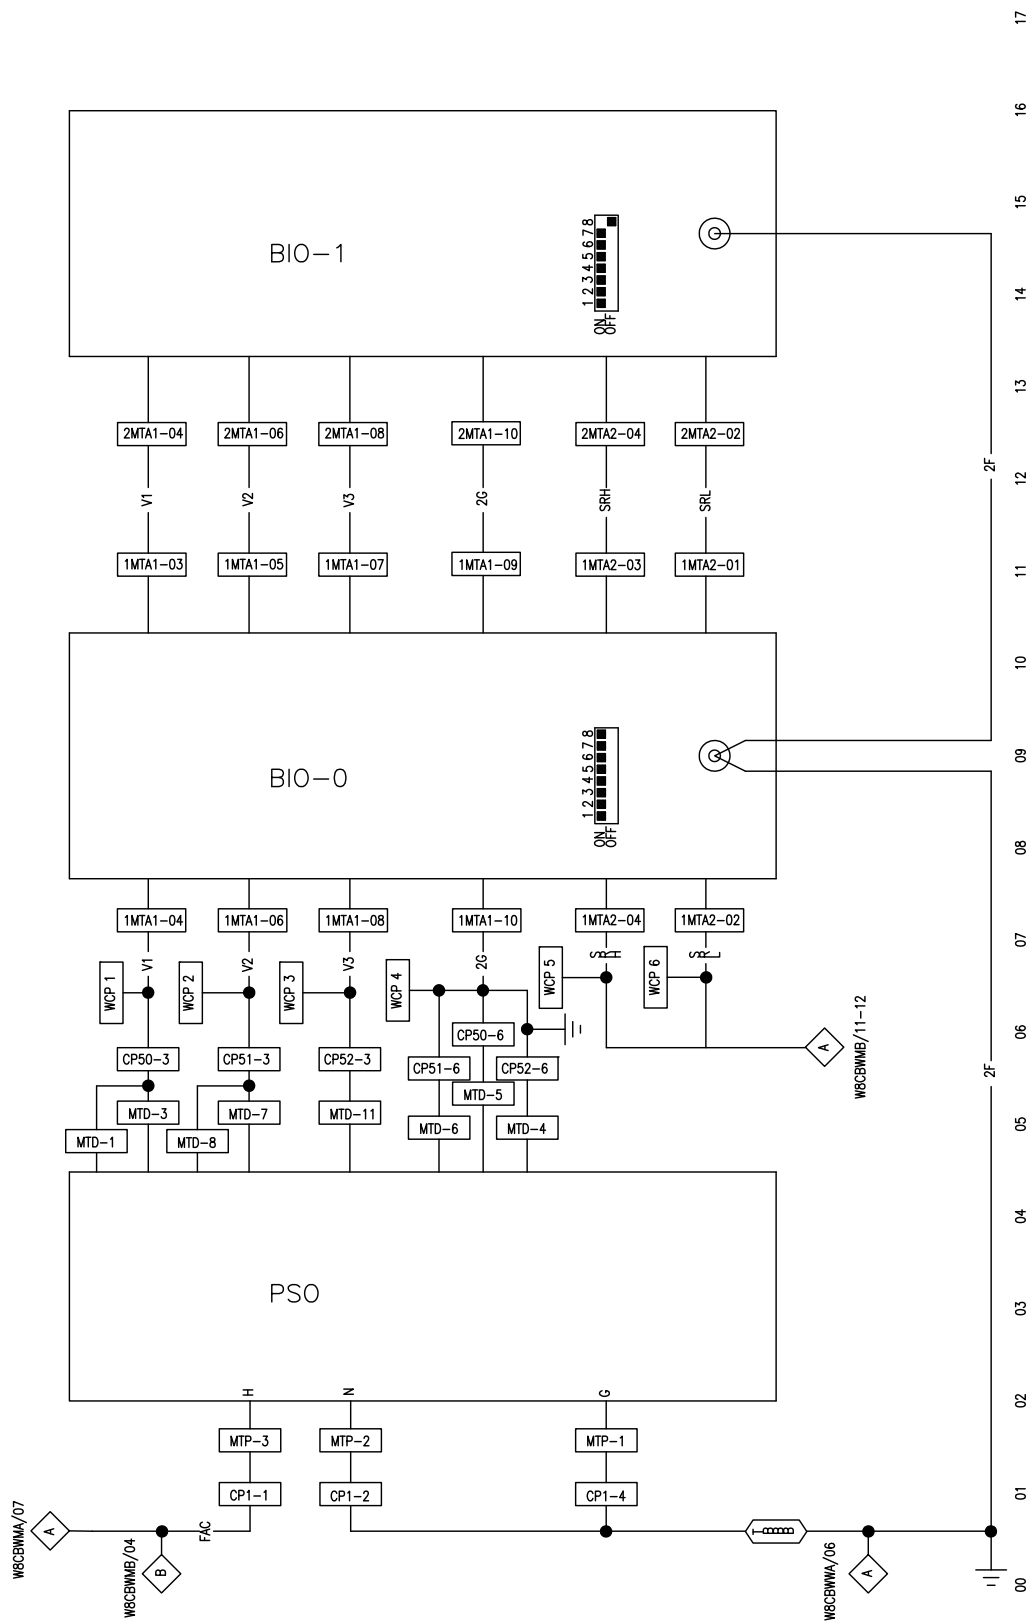 17
16
15
14
13
12
11
10
09
08
07
06
05
04
03
02
01
00
BIO-1
1 2 3 4 5 6 7 8
ON
OFF
2MTA1-04
2MTA1-06
2MTA1-08
2MTA1-10
2MTA2-04
2MTA2-02
V1
V2
V3
2G
SRH
SRL
2F
1MTA1-03
1MTA1-05
1MTA1-07
1MTA1-09
1MTA2-03
1MTA2-01
BIO-0
1 2 3 4 5 6 7 8
ON
OFF
1MTA1-04
1MTA1-06
1MTA1-08
1MTA1-10
1MTA2-04
1MTA2-02
V1
V2
V3
2G
SRH
SRL
WCP 1
WCP 2
WCP 3
WCP 4
WCP 5
WCP 6
CP50-3
CP51-3
CP52-3
CP51-6
CP50-6
CP52-6
A
W8CBWMB/11-12
2F
MTD-1
MTD-3
MTD-8
MTD-7
MTD-11
MTD-6
MTD-5
MTD-4
PS0
H
N
G
MTP-3
MTP-2
MTP-1
CP1-1
CP1-2
CP1-4
W8CBWMA/07
A
W8CBWMB/04
B
FAC
W8CBWWA/06
A